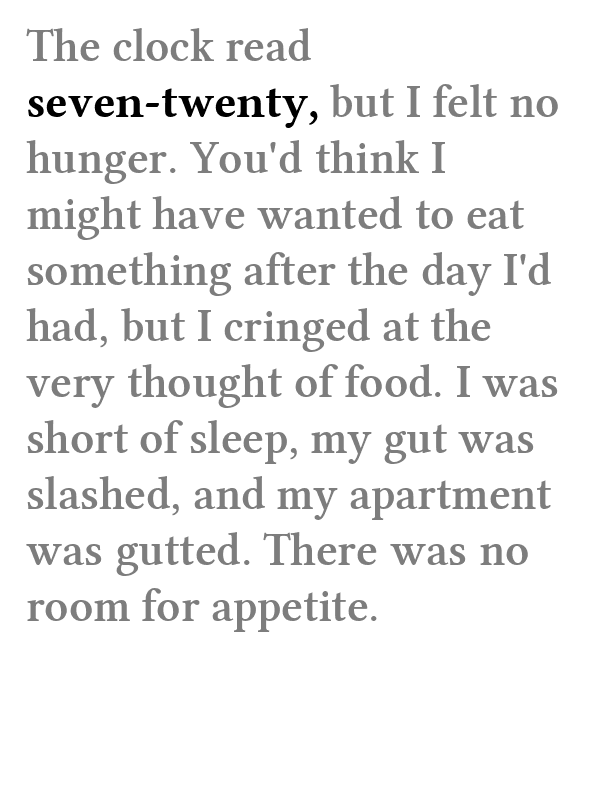 The clock read
seven-twenty, but I felt no
hunger. You'd think I
might have wanted to eat
something after the day I'd
had, but I cringed at the
very thought of food. I was
short of sleep, my gut was
slashed, and my apartment
was gutted. There was no
room for appetite.